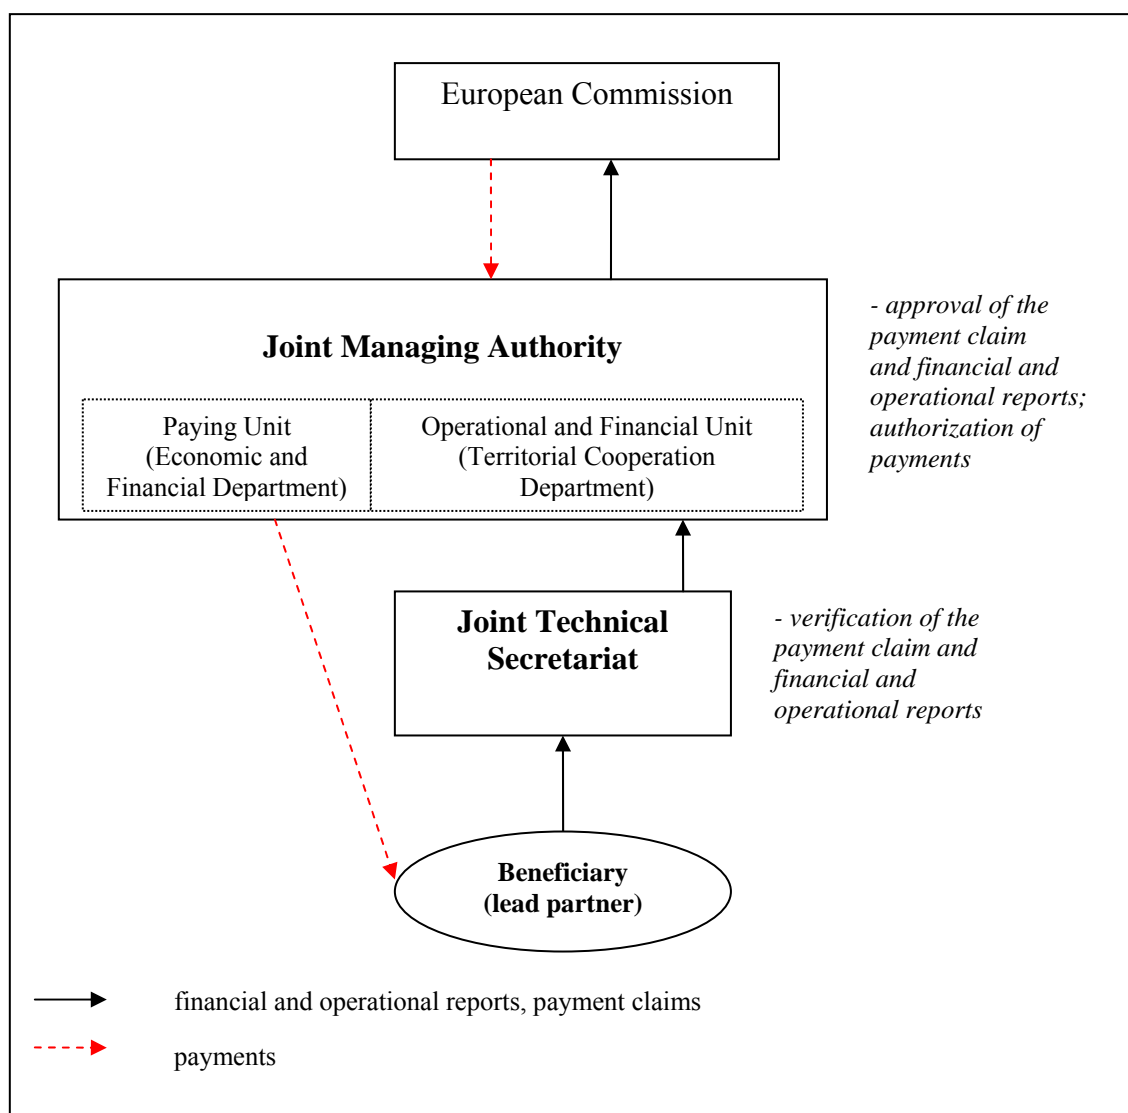 European Commission
Joint Managing Authority
- approval of the
payment claim
and financial and
operational reports;
authorization of
payments
Paying Unit
(Economic and
Financial Department)
Operational and Financial Unit
(Territorial Cooperation
Department)
Joint Technical
Secretariat
- verification of the
payment claim and
financial and
operational reports
Beneficiary
(lead partner)
financial and operational reports, payment claims
payments